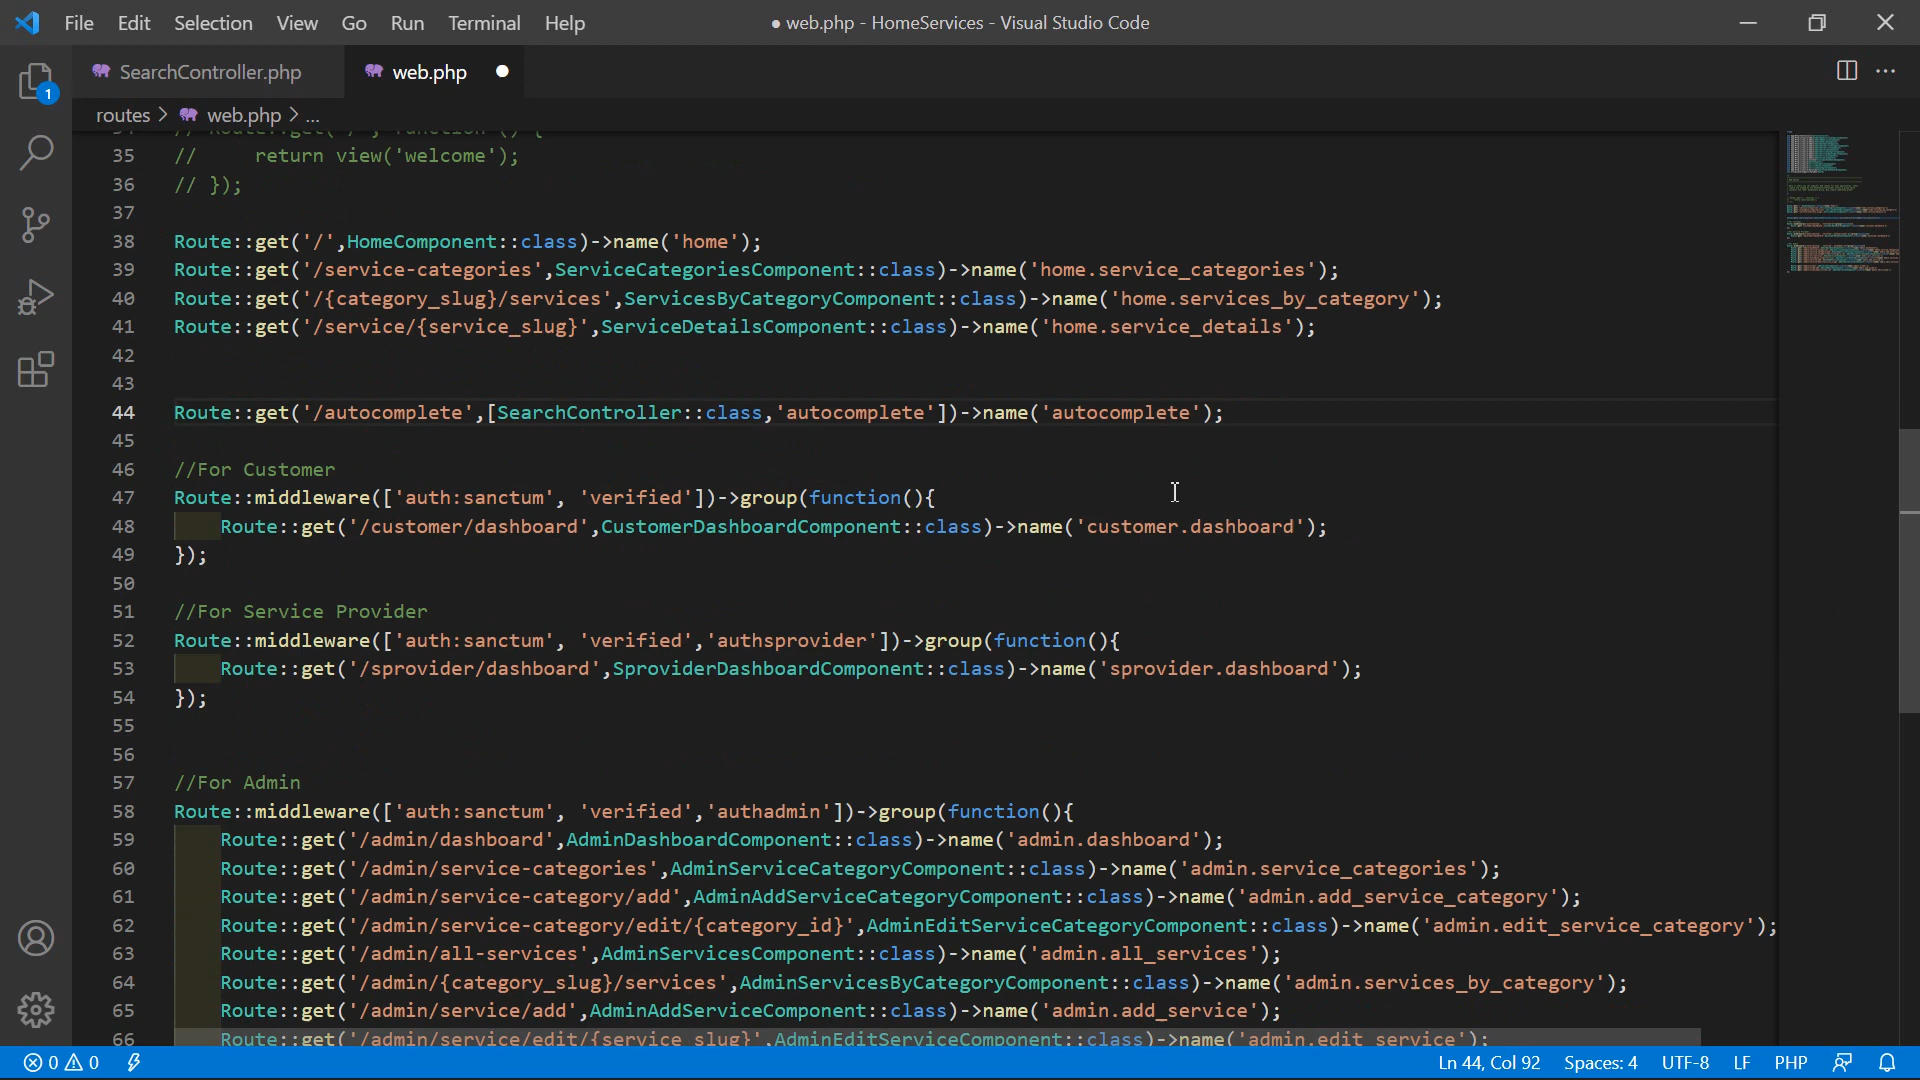 File Edit Selection View Go Run Terminal Help ● web.php - HomeServices - Visual Studio Code
SearchController.php web.php
routes > web.php > ...
1
34 // Route::get('/', function () {
35 //     return view('welcome');
36 // });
37
38 Route::get('/',HomeComponent::class)->name('home');
39 Route::get('/service-categories',ServiceCategoriesComponent::class)->name('home.service_categories');
40 Route::get('/{category_slug}/services',ServicesByCategoryComponent::class)->name('home.services_by_category');
41 Route::get('/service/{service_slug}',ServiceDetailsComponent::class)->name('home.service_details');
42
43
44 Route::get('/autocomplete',[SearchController::class,'autocomplete'])->name('autocomplete');
45
46 //For Customer
47 Route::middleware(['auth:sanctum', 'verified'])->group(function(){
48     Route::get('/customer/dashboard',CustomerDashboardComponent::class)->name('customer.dashboard');
49 });
50
51 //For Service Provider
52 Route::middleware(['auth:sanctum', 'verified','authsprovider'])->group(function(){
53     Route::get('/sprovider/dashboard',SproviderDashboardComponent::class)->name('sprovider.dashboard');
54 });
55
56
57 //For Admin
58 Route::middleware(['auth:sanctum', 'verified','authadmin'])->group(function(){
59     Route::get('/admin/dashboard',AdminDashboardComponent::class)->name('admin.dashboard');
60     Route::get('/admin/service-categories',AdminServiceCategoryComponent::class)->name('admin.service_categories');
61     Route::get('/admin/service-category/add',AdminAddServiceCategoryComponent::class)->name('admin.add_service_category');
62     Route::get('/admin/service-category/edit/{category_id}',AdminEditServiceCategoryComponent::class)->name('admin.edit_service_category');
63     Route::get('/admin/all-services',AdminServicesComponent::class)->name('admin.all_services');
64     Route::get('/admin/{category_slug}/services',AdminServicesByCategoryComponent::class)->name('admin.services_by_category');
65     Route::get('/admin/service/add',AdminAddServiceComponent::class)->name('admin.add_service');
66     Route::get('/admin/service/edit/{service_slug}',AdminEditServiceComponent::class)->name('admin.edit_service');
0 0 Ln 44, Col 92 Spaces: 4 UTF-8 LF PHP